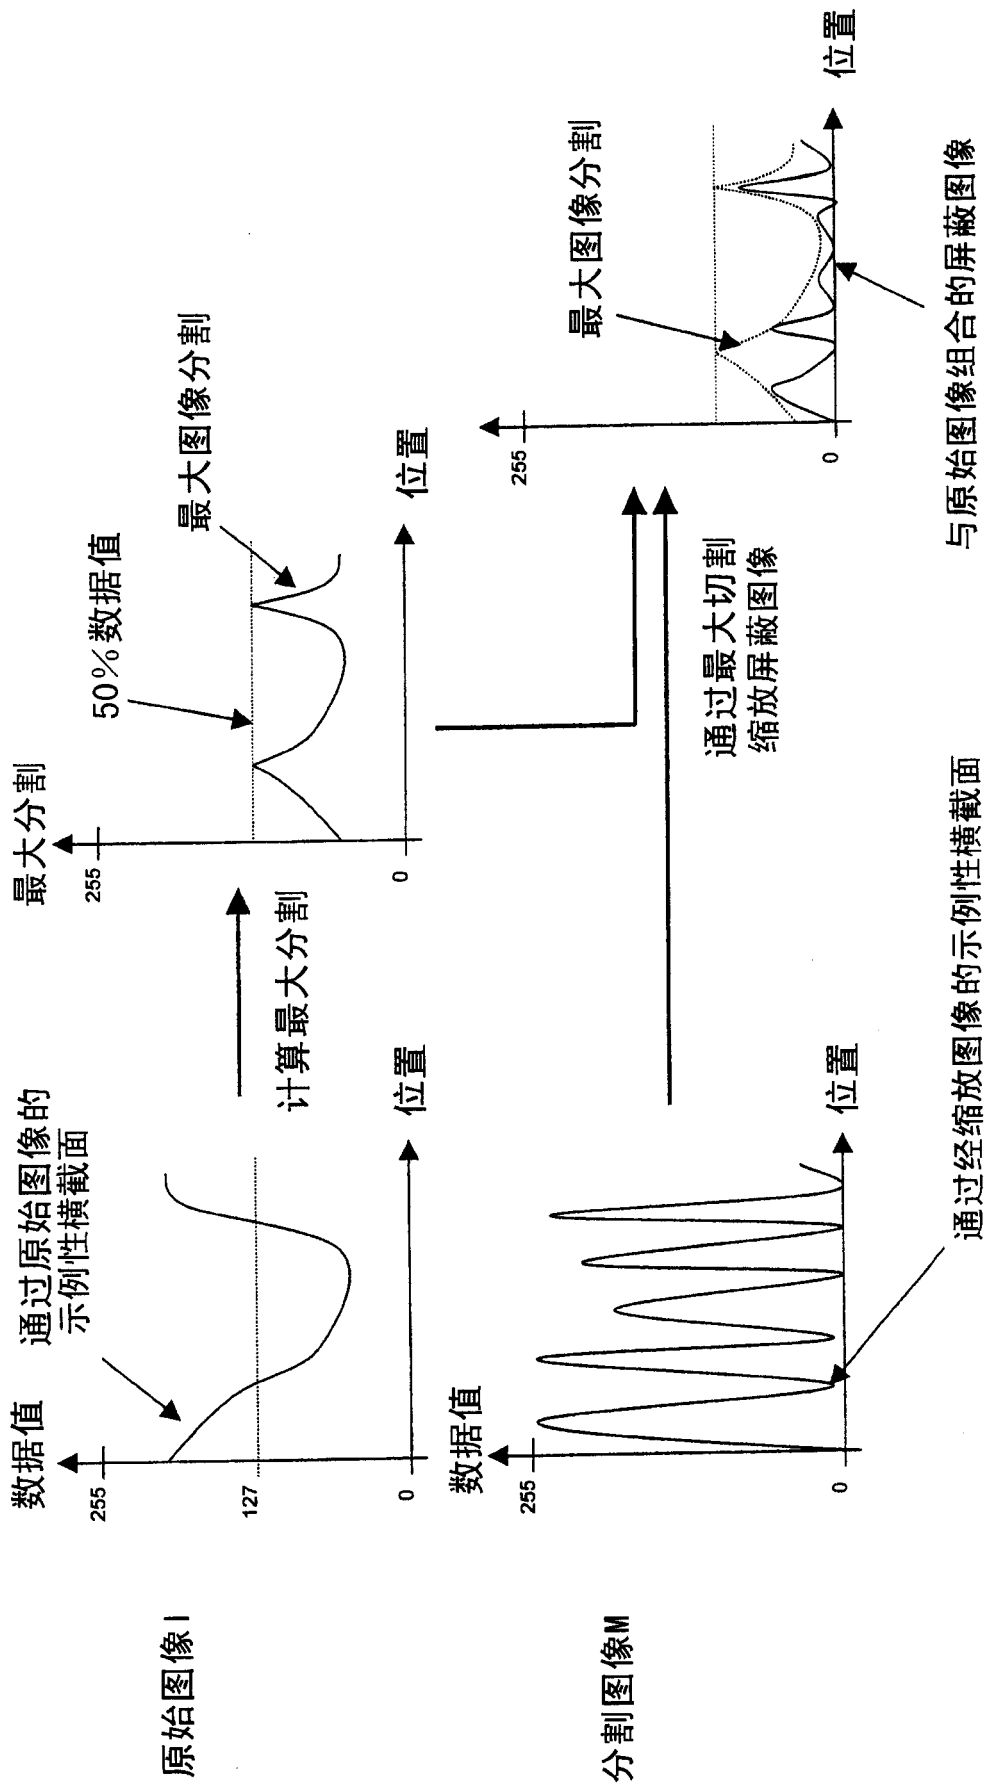 原始图像I
数据值
255
127
0
通过原始图像的
示例性横截面
位置
计算最大分割
最大分割
255
0
50%数据值
最大图像分割
位置
分割图像M
数据值
255
0
位置
通过经缩放图像的示例性横截面
通过最大切割
缩放屏蔽图像
255
0
最大图像分割
位置
与原始图像组合的屏蔽图像